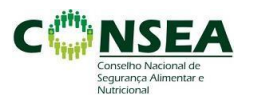 CONSEA
Conselho Nacional de
Segurança Alimentar e
Nutricional